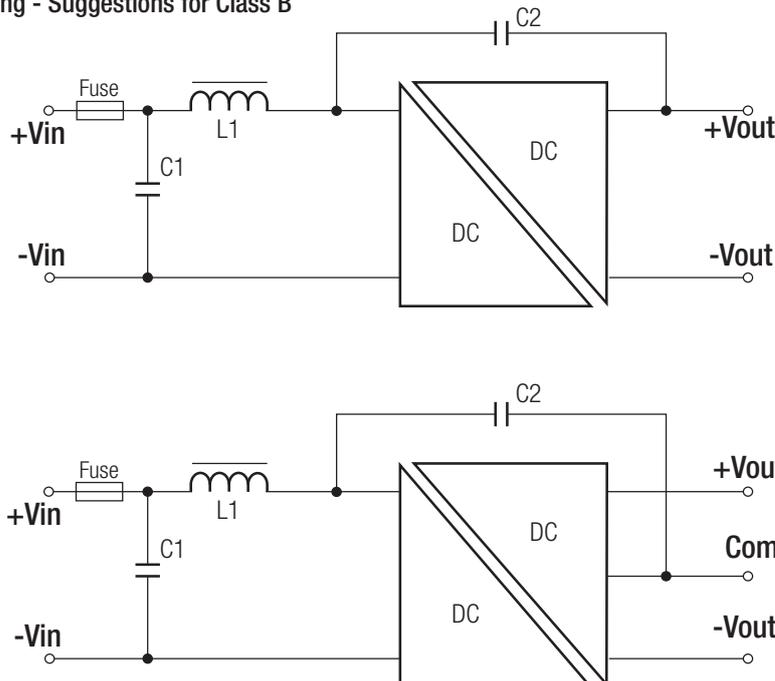 - Suggestions for Class B
C2
Fuse
+Vin
L1
+Vout
C1
DC
DC
-Vin
-Vout
C2
Fuse
+Vin
L1
+Vou
C1
DC
Com
DC
-Vin
-Vout